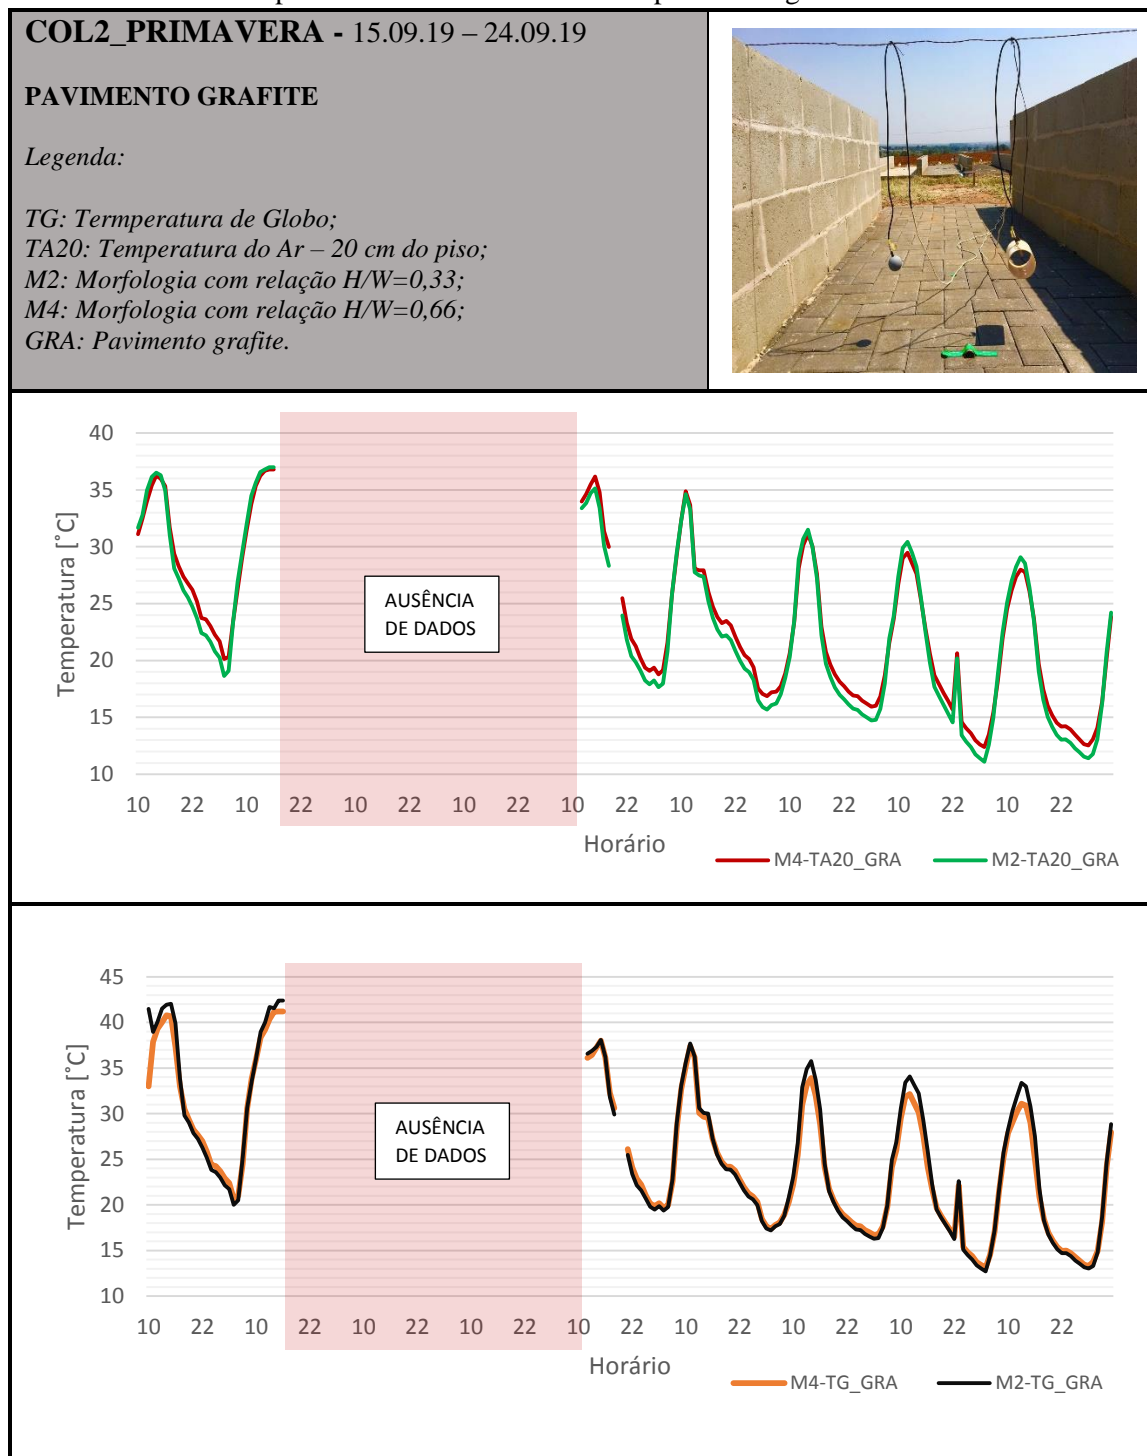 COL2_PRIMAVERA - 15.09.19 – 24.09.19
PAVIMENTO GRAFITE
Legenda:
TG: Termperatura de Globo;
TA20: Temperatura do Ar – 20 cm do piso;
M2: Morfologia com relação H/W=0,33;
M4: Morfologia com relação H/W=0,66;
GRA: Pavimento grafite.
40
35
30
25
20
15
10
Temperatura [˚C]
AUSÊNCIA
DE DADOS
10 22 10 22 10 22 10 22 10 22 10 22 10 22 10 22 10 22
Horário
M4-TA20_GRA M2-TA20_GRA
45
40
35
30
25
20
15
10
Temperatura [˚C]
AUSÊNCIA
DE DADOS
10 22 10 22 10 22 10 22 10 22 10 22 10 22 10 22 10 22
Horário
M4-TG_GRA M2-TG_GRA